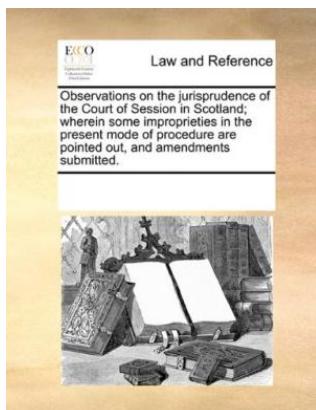 ECCO
Law and Reference
Observations on the jurisprudence of
the Court of Session in Scotland;
wherein some improprieties in the
present mode of procedure are
pointed out, and amendments
submitted.